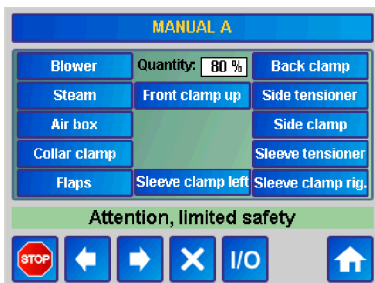 MANUAL A
Blower Quantity: 80 % Back clamp
Steam Front clamp up Side tensioner
Air box Side clamp
Collar clamp Sleeve tensioner
Flaps Sleeve clamp left Sleeve clamp rig.
Attention, limited safety
STOP I/O